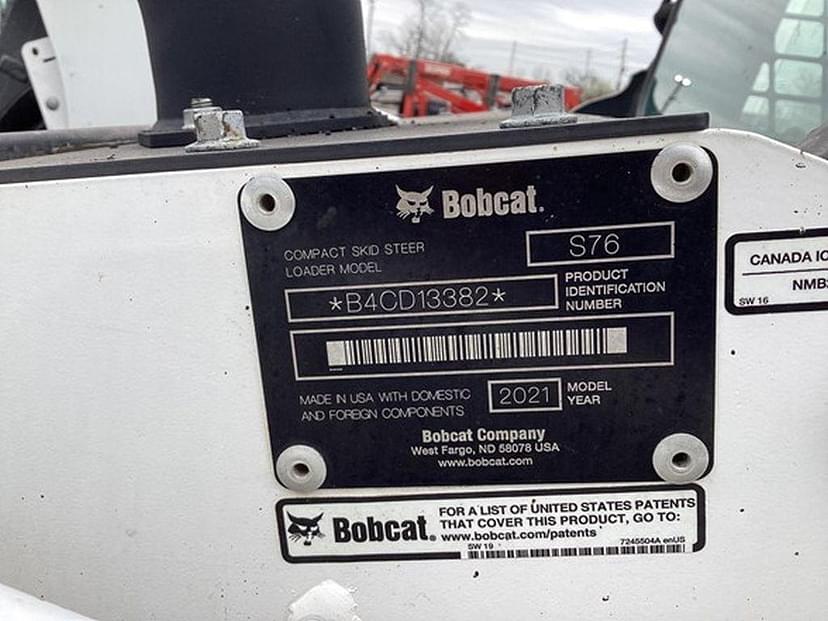 Bobcat.
COMPACT SKID STEER
LOADER MODEL
S76
*B4CD13382*
PRODUCT
IDENTIFICATION
NUMBER
MADE IN USA WITH DOMESTIC
AND FOREIGN COMPONENTS
2021
MODEL
YEAR
Bobcat Company
West Fargo, ND 58078 USA
www.bobcat.com
CANADA IC
NMB
SW 16
Bobcat.
FOR A LIST OF UNITED STATES PATENTS
THAT COVER THIS PRODUCT, GO TO:
www.bobcat.com/patents
SW 19
7245504A enUS